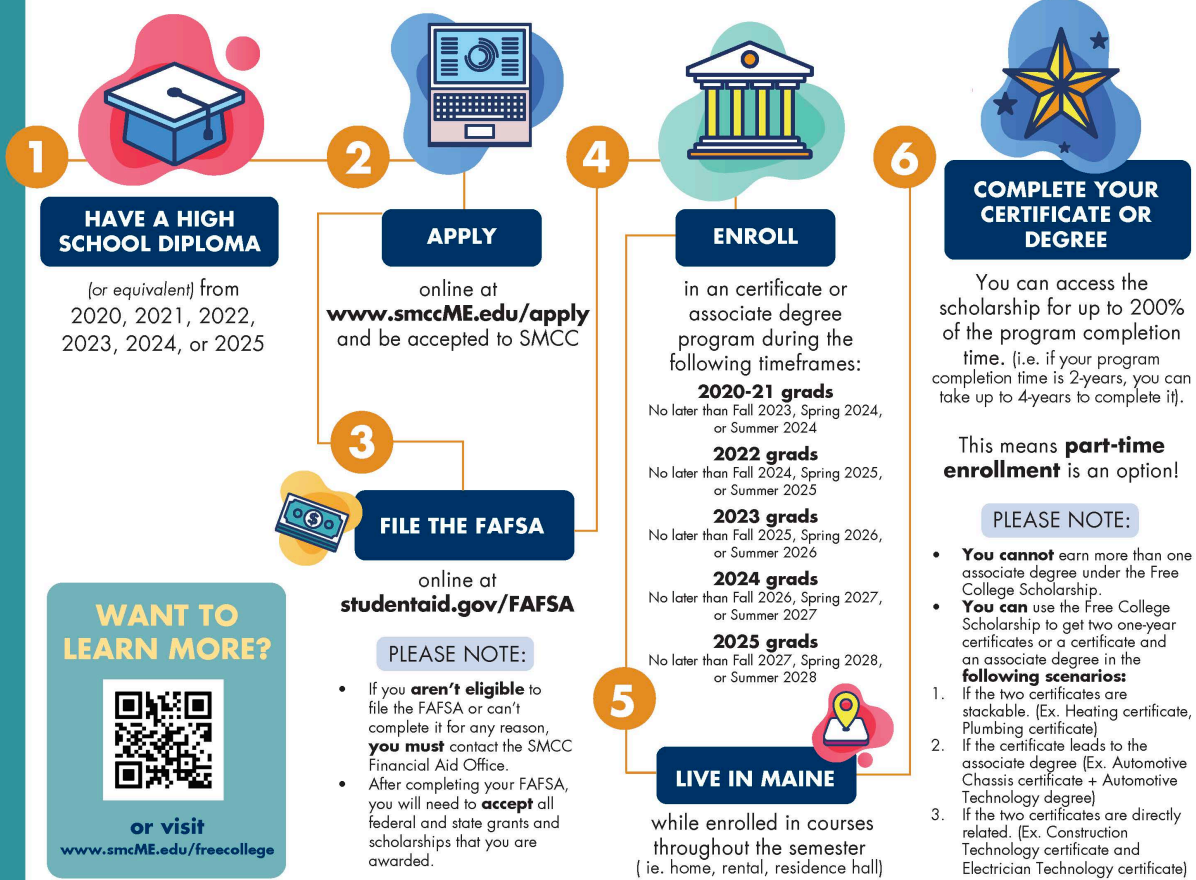 1
HAVE A HIGH
SCHOOL DIPLOMA
(or equivalent) from
2020, 2021, 2022,
2023, 2024, or 2025
2
APPLY
online at
www.smccME.edu/apply
and be accepted to SMCC
3
FILE THE FAFSA
online at
studentaid.gov/FAFSA
PLEASE NOTE:
• If you aren't eligible to
file the FAFSA or can't
complete it for any reason,
you must contact the SMCC
Financial Aid Office.
• After completing your FAFSA,
you will need to accept all
federal and state grants and
scholarships that you are
awarded.
4
ENROLL
in an certificate or
associate degree
program during the
following timeframes:
2020-21 grads
No later than Fall 2023, Spring 2024,
or Summer 2024
2022 grads
No later than Fall 2024, Spring 2025,
or Summer 2025
2023 grads
No later than Fall 2025, Spring 2026,
or Summer 2026
2024 grads
No later than Fall 2026, Spring 2027,
or Summer 2027
2025 grads
No later than Fall 2027, Spring 2028,
or Summer 2028
5
LIVE IN MAINE
while enrolled in courses
throughout the semester
( ie. home, rental, residence hall)
6
COMPLETE YOUR
CERTIFICATE OR
DEGREE
You can access the
scholarship for up to 200%
of the program completion
time. (i.e. if your program
completion time is 2-years, you can
take up to 4-years to complete it).
This means part-time
enrollment is an option!
PLEASE NOTE:
• You cannot earn more than one
associate degree under the Free
College Scholarship.
• You can use the Free College
Scholarship to get two one-year
certificates or a certificate and
an associate degree in the
following scenarios:
1. If the two certificates are
stackable. (Ex. Heating certificate,
Plumbing certificate)
2. If the certificate leads to the
associate degree (Ex. Automotive
Chassis certificate + Automotive
Technology degree)
3. If the two certificates are directly
related. (Ex. Construction
Technology certificate and
Electrician Technology certificate)
WANT TO
LEARN MORE?
or visit
www.smcME.edu/freecollege